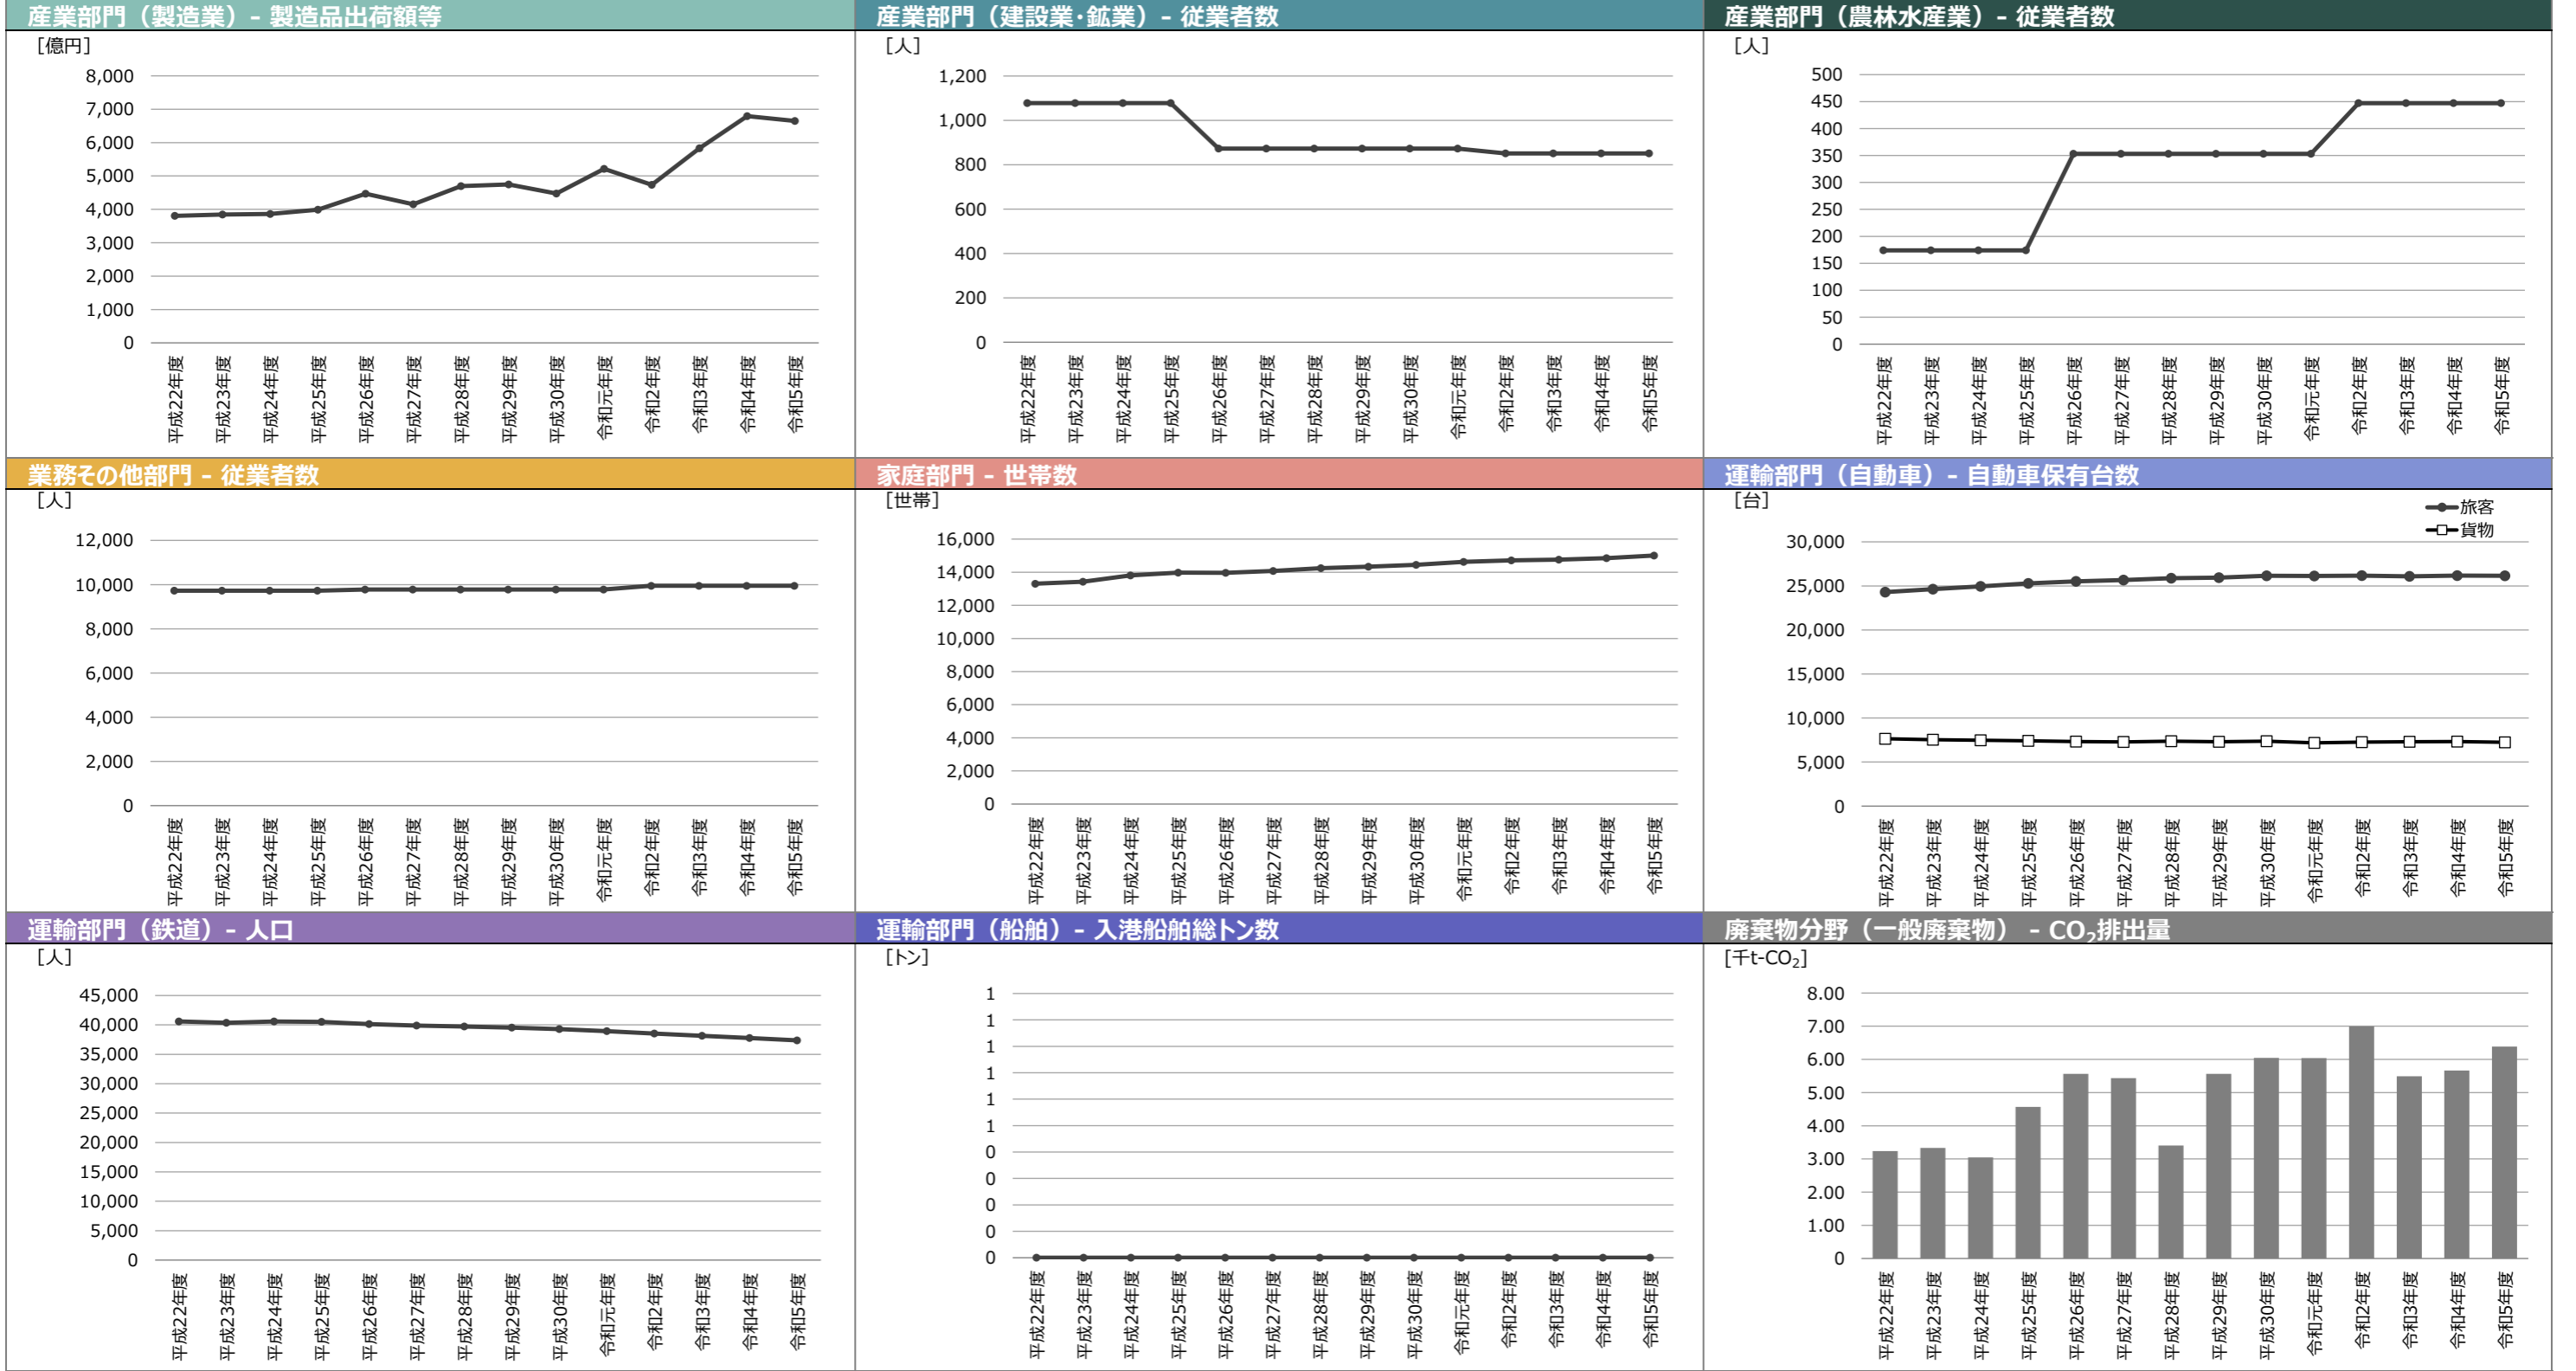 産業部門（製造業）- 製造品出荷額等
[億円]
8,000
7,000
6,000
5,000
4,000
3,000
2,000
1,000
0
平成22年度
平成23年度
平成24年度
平成25年度
平成26年度
平成27年度
平成28年度
平成29年度
平成30年度
令和元年度
令和2年度
令和3年度
令和4年度
令和5年度
産業部門（建設業・鉱業）- 従業者数
[人]
1,200
1,000
800
600
400
200
0
平成22年度
平成23年度
平成24年度
平成25年度
平成26年度
平成27年度
平成28年度
平成29年度
平成30年度
令和元年度
令和2年度
令和3年度
令和4年度
令和5年度
産業部門（農林水産業）- 従業者数
[人]
500
450
400
350
300
250
200
150
100
50
0
平成22年度
平成23年度
平成24年度
平成25年度
平成26年度
平成27年度
平成28年度
平成29年度
平成30年度
令和元年度
令和2年度
令和3年度
令和4年度
令和5年度
業務その他部門 - 従業者数
[人]
12,000
10,000
8,000
6,000
4,000
2,000
0
平成22年度
平成23年度
平成24年度
平成25年度
平成26年度
平成27年度
平成28年度
平成29年度
平成30年度
令和元年度
令和2年度
令和3年度
令和4年度
令和5年度
家庭部門 - 世帯数
[世帯]
16,000
14,000
12,000
10,000
8,000
6,000
4,000
2,000
0
平成22年度
平成23年度
平成24年度
平成25年度
平成26年度
平成27年度
平成28年度
平成29年度
平成30年度
令和元年度
令和2年度
令和3年度
令和4年度
令和5年度
運輸部門（自動車）- 自動車保有台数
[台]
旅客
貨物
30,000
25,000
20,000
15,000
10,000
5,000
0
平成22年度
平成23年度
平成24年度
平成25年度
平成26年度
平成27年度
平成28年度
平成29年度
平成30年度
令和元年度
令和2年度
令和3年度
令和4年度
令和5年度
運輸部門（鉄道）- 人口
[人]
45,000
40,000
35,000
30,000
25,000
20,000
15,000
10,000
5,000
0
平成22年度
平成23年度
平成24年度
平成25年度
平成26年度
平成27年度
平成28年度
平成29年度
平成30年度
令和元年度
令和2年度
令和3年度
令和4年度
令和5年度
運輸部門（船舶）- 入港船舶総トン数
[トン]
1
1
1
1
1
1
0
0
0
0
0
平成22年度
平成23年度
平成24年度
平成25年度
平成26年度
平成27年度
平成28年度
平成29年度
平成30年度
令和元年度
令和2年度
令和3年度
令和4年度
令和5年度
廃棄物分野（一般廃棄物） - CO₂排出量
[千t-CO₂]
8.00
7.00
6.00
5.00
4.00
3.00
2.00
1.00
0
平成22年度
平成23年度
平成24年度
平成25年度
平成26年度
平成27年度
平成28年度
平成29年度
平成30年度
令和元年度
令和2年度
令和3年度
令和4年度
令和5年度